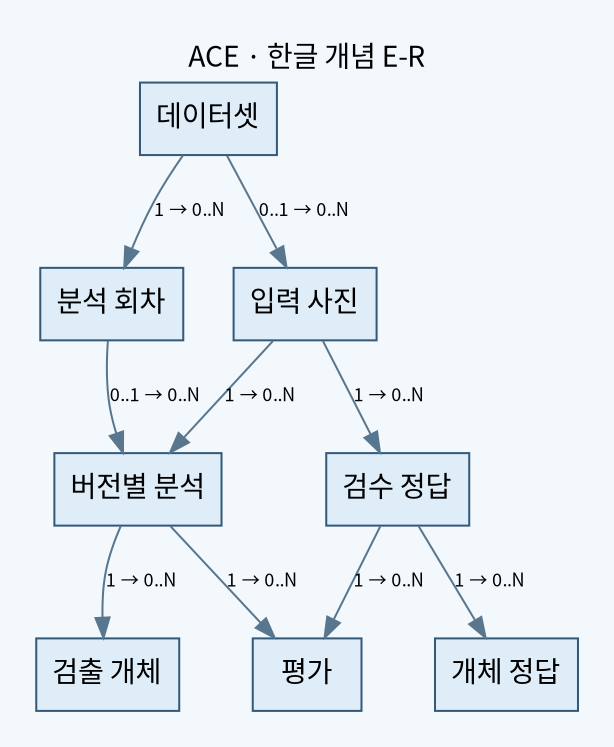 ACE · 한글 개념 E-R
데이터셋
1 → 0..N
0..1 → 0..N
분석 회차
입력 사진
0..1 → 0..N
1 → 0..N
1 → 0..N
버전별 분석
검수 정답
1 → 0..N
1 → 0..N
1 → 0..N
1 → 0..N
검출 개체
평가
개체 정답